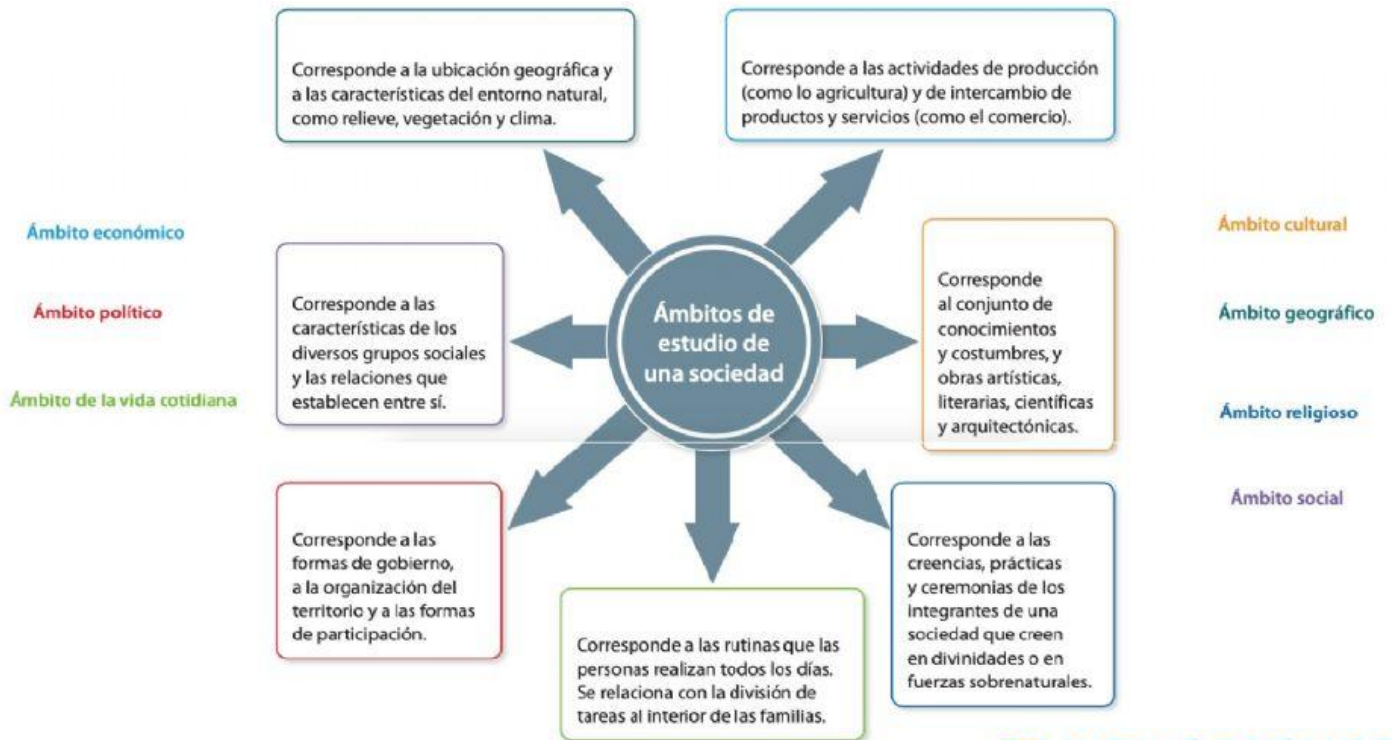 Corresponde a la ubicación geográfica y
a las características del entorno natural,
como relieve, vegetación y clima.
Corresponde a las actividades de producción
(como lo agricultura) y de intercambio de
productos y servicios (como el comercio).
Ámbito económico
Ámbito político
Ámbito de la vida cotidiana
Corresponde a las
características de los
diversos grupos sociales
y las relaciones que
establecen entre sí.
Ámbitos de
estudio de
una sociedad
Corresponde
al conjunto de
conocimientos
y costumbres, y
obras artísticas,
literarias, científicas
y arquitectónicas.
Ámbito cultural
Ámbito geográfico
Ámbito religioso
Ámbito social
Corresponde a las
formas de gobierno,
a la organización del
territorio y a las formas
de participación.
Corresponde a las rutinas que las
personas realizan todos los días.
Se relaciona con la división de
tareas al interior de las familias.
Corresponde a las
creencias, prácticas
y ceremonias de los
integrantes de una
sociedad que creen
en divinidades o en
fuerzas sobrenaturales.